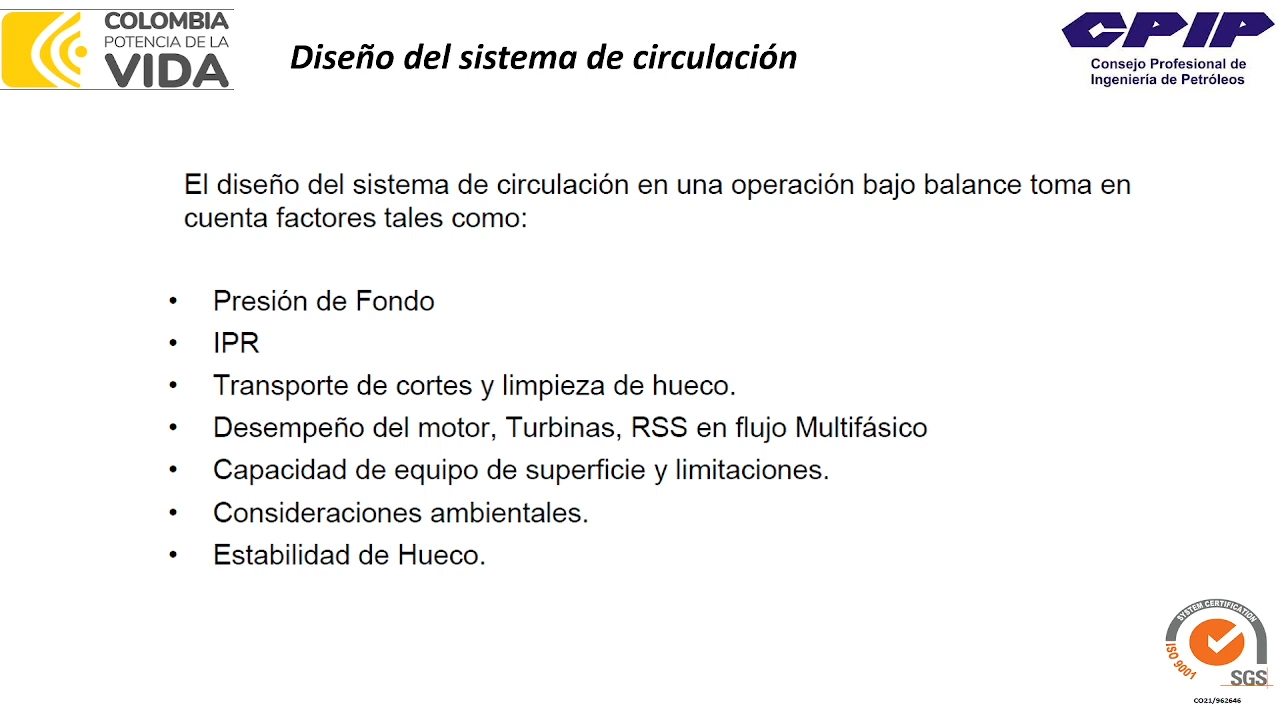 COLOMBIA
POTENCIA DE LA
VIDA
Diseño del sistema de circulación
CPIP
Consejo Profesional de
Ingeniería de Petróleos
El diseño del sistema de circulación en una operación bajo balance toma en
cuenta factores tales como:
• Presión de Fondo
• IPR
• Transporte de cortes y limpieza de hueco.
• Desempeño del motor, Turbinas, RSS en flujo Multifásico
• Capacidad de equipo de superficie y limitaciones.
• Consideraciones ambientales.
• Estabilidad de Hueco.
SYSTEM CERTIFICATION
ISO 9001
SGS
CO21/962646